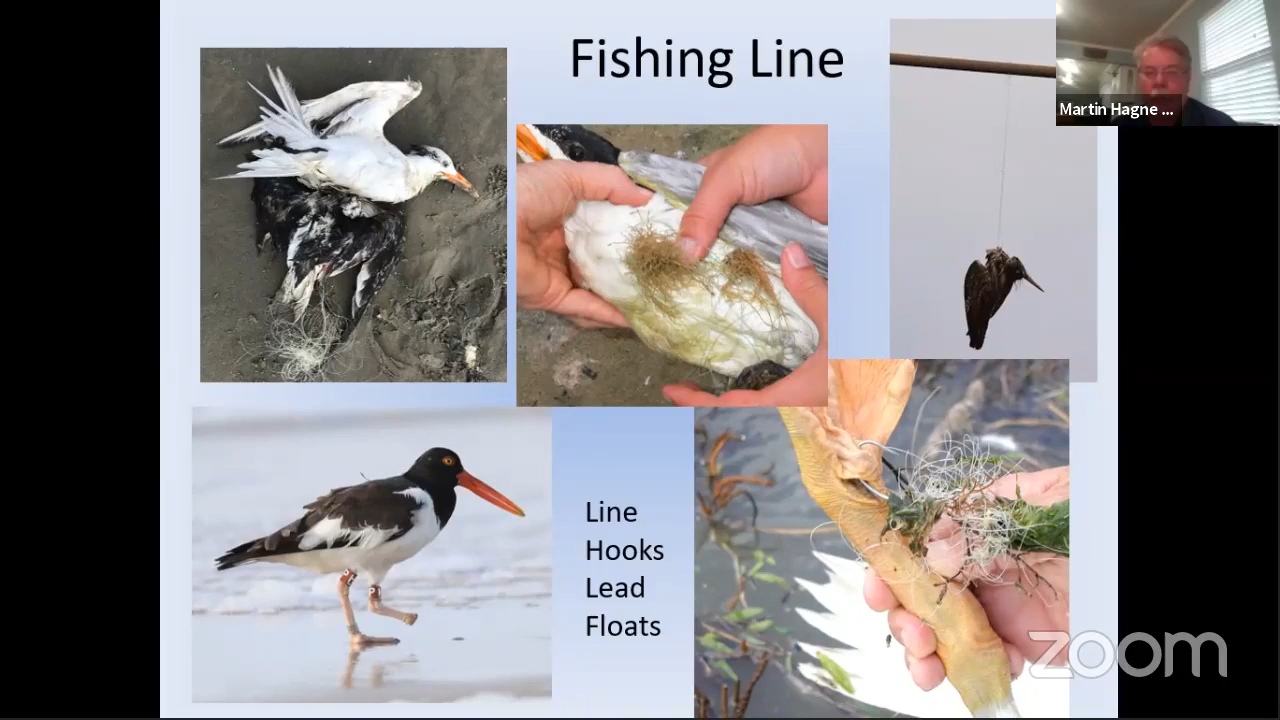 Fishing Line
Martin Hagne ...
Line
Hooks
Lead
Floats
zoom